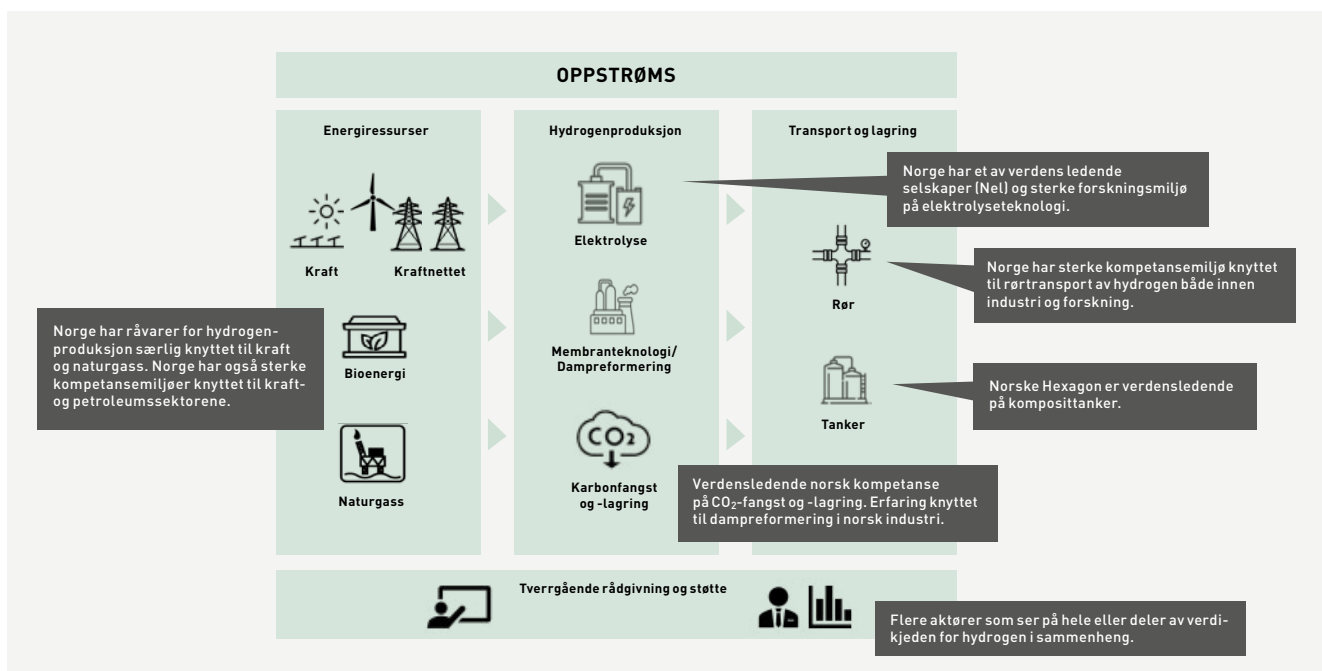 OPPSTRØMS
Energiressurser
Kraft
Kraftnettet
Bioenergi
Naturgass
Norge har råvarer for hydrogen-
produksjon særlig knyttet til kraft
og naturgass. Norge har også sterke
kompetansemiljøer knyttet til kraft-
og petroleumssektorene.
Hydrogenproduksjon
Elektrolyse
Membranteknologi/
Dampreformering
CO2
Karbonfangst
og -lagring
Transport og lagring
Rør
Tanker
Norge har et av verdens ledende
selskaper (Nel) og sterke forskningsmiljø
på elektrolyseteknologi.
Norge har sterke kompetansemiljø knyttet
til rørtransport av hydrogen både innen
industri og forskning.
Norske Hexagon er verdensledende
på komposittanker.
Verdensledende norsk kompetanse
på CO₂-fangst og -lagring. Erfaring knyttet
til dampreformering i norsk industri.
Tverrgående rådgivning og støtte
Flere aktører som ser på hele eller deler av verdi-
kjeden for hydrogen i sammenheng.